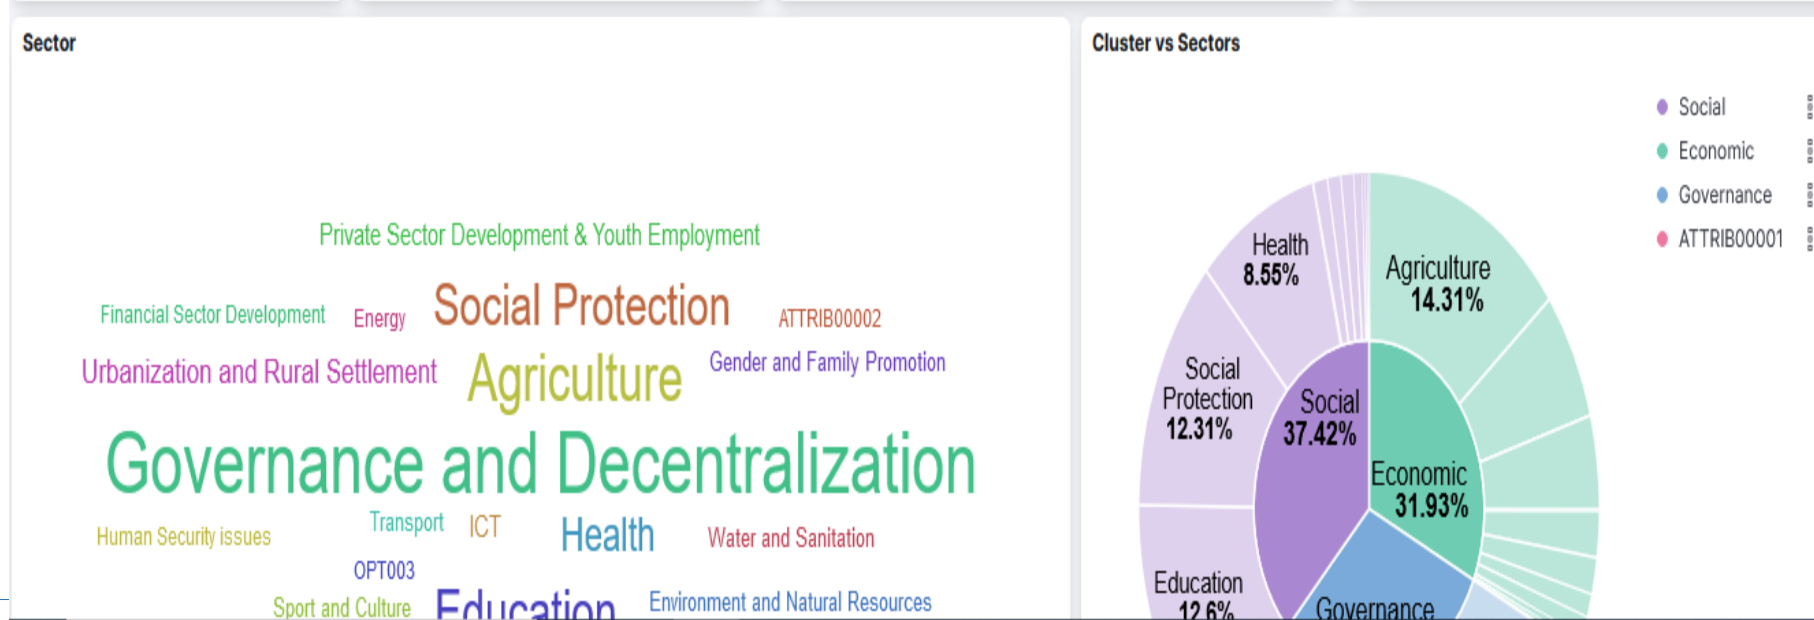 Sector
Private Sector Development & Youth Employment
Financial Sector Development
Energy
Social Protection
ATTRIB00002
Urbanization and Rural Settlement
Agriculture
Gender and Family Promotion
Governance and Decentralization
Human Security issues
Transport
ICT
Health
Water and Sanitation
OPT003
Sport and Culture
Education
Environment and Natural Resources
Cluster vs Sectors
Social
Economic
Governance
ATTRIB00001
Health
8.55%
Agriculture
14.31%
Social
Protection
12.31%
Social
37.42%
Economic
31.93%
Education
12.6%
Governance